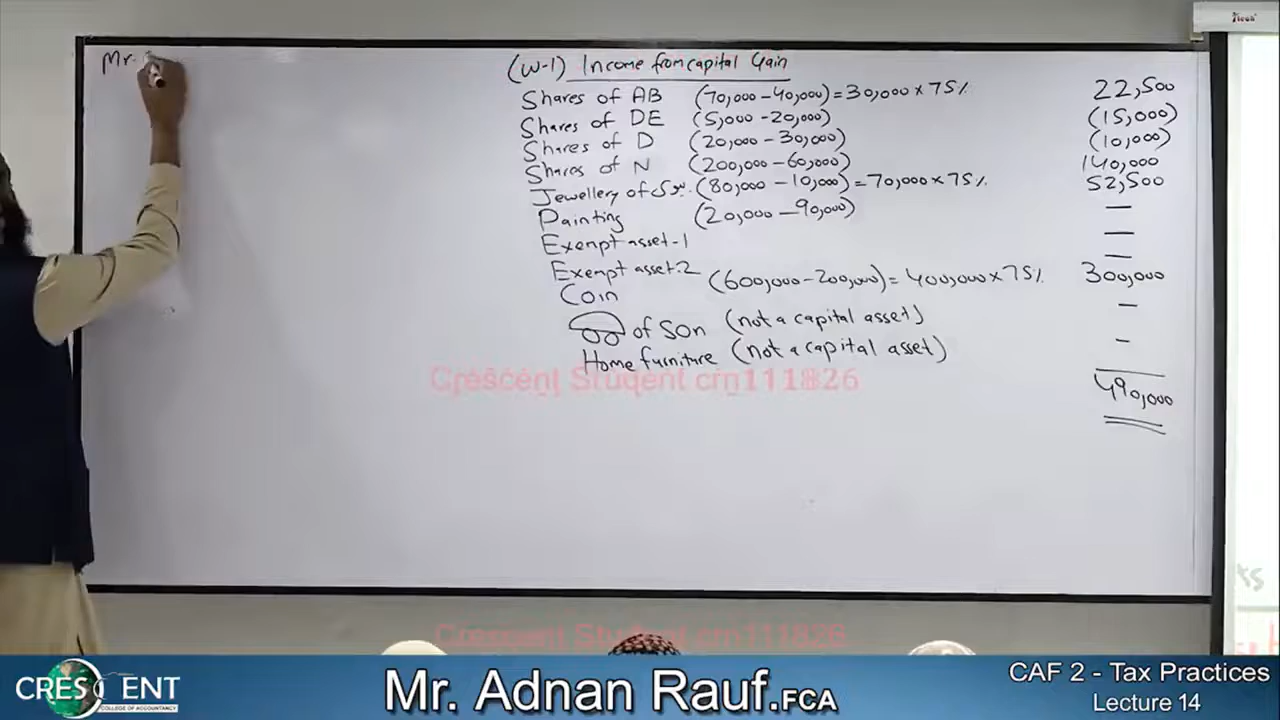 iTech
Mr.
(W-1) Income from Capital Gain
Shares of AB (70,000 - 40,000) = 30,000 × 75% 22,500
Shares of DE (5,000 - 20,000) (15,000)
Shares of D (20,000 - 30,000) (10,000)
Shares of N (200,000 - 60,000) 140,000
Jewellery of (80,000 - 10,000) = 70,000 × 75% 52,500
Painting (20,000 - 90,000) —
Exempt asset-1 —
Exempt asset-2 —
Coin (600,000 - 200,000) = 400,000 × 75% 300,000
of Son (not a capital asset) -
Home furniture (not a capital asset) -
490,000
Crescent Student crn111826
Crescent Student crn111826
CRESCENT
COLLEGE OF ACCOUNTANCY
Mr. Adnan Rauf.FCA
CAF 2 - Tax Practices
Lecture 14